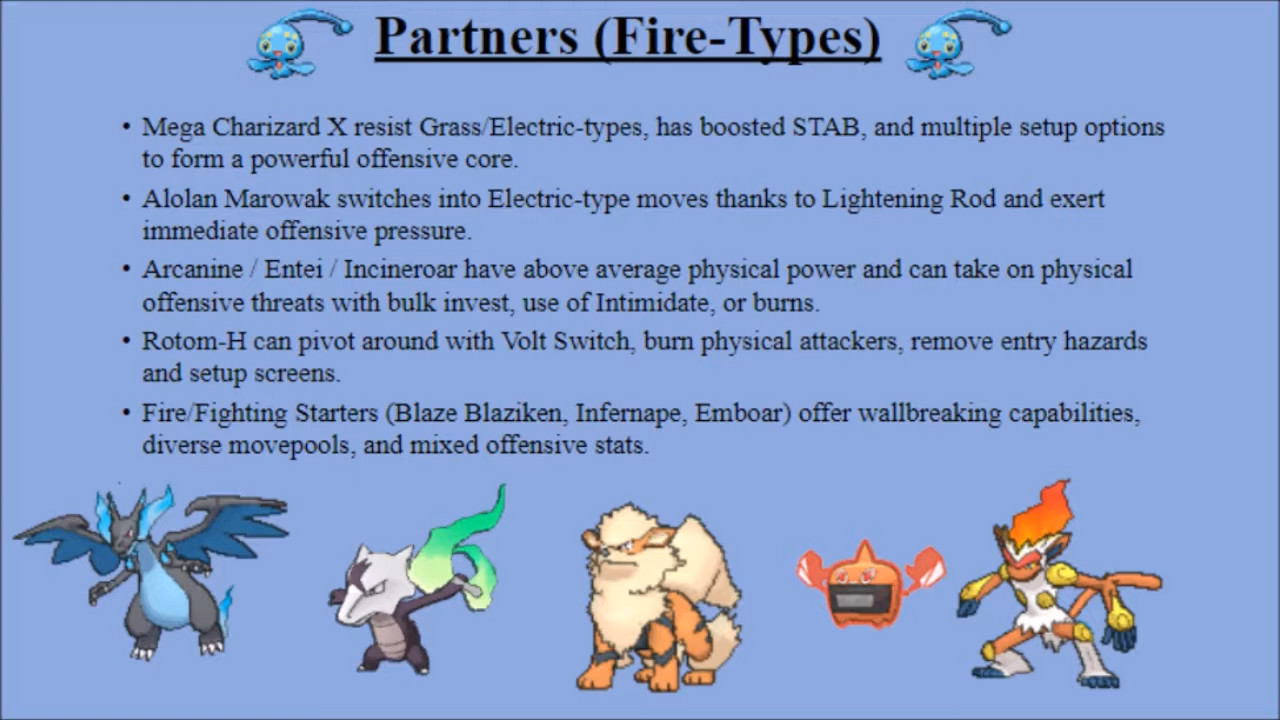 Partners (Fire-Types)
• Mega Charizard X resist Grass/Electric-types, has boosted STAB, and multiple setup options
to form a powerful offensive core.
• Alolan Marowak switches into Electric-type moves thanks to Lightening Rod and exert
immediate offensive pressure.
• Arcanine / Entei / Incineroar have above average physical power and can take on physical
offensive threats with bulk invest, use of Intimidate, or burns.
• Rotom-H can pivot around with Volt Switch, burn physical attackers, remove entry hazards
and setup screens.
• Fire/Fighting Starters (Blaze Blaziken, Infernape, Emboar) offer wallbreaking capabilities,
diverse movepools, and mixed offensive stats.